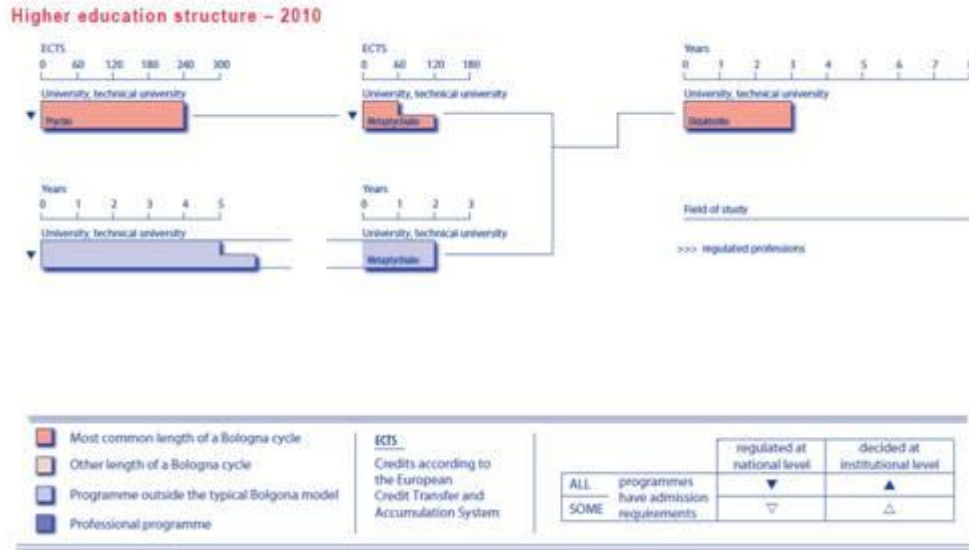 Higher education structure – 2010
ECTS
0 60 120 180 240 300
University, technical university
Ptychio
ECTS
0 60 120 180
University, technical university
Metaptychiako
Years
0 1 2 3 4 5 6 7 8
University, technical university
Years
0 1 2 3 4 5
University, technical university
Years
0 1 2 3
University, technical university
Metaptychiako
Field of study
>>> regulated professions
Most common length of a Bologna cycle
Other length of a Bologna cycle
Programme outside the typical Bolgona model
Professional programme
ECTS
Credits according to
the European
Credit Transfer and
Accumulation System
regulated at
national level
decided at
institutional level
ALL
SOME
programmes
have admission
requirements